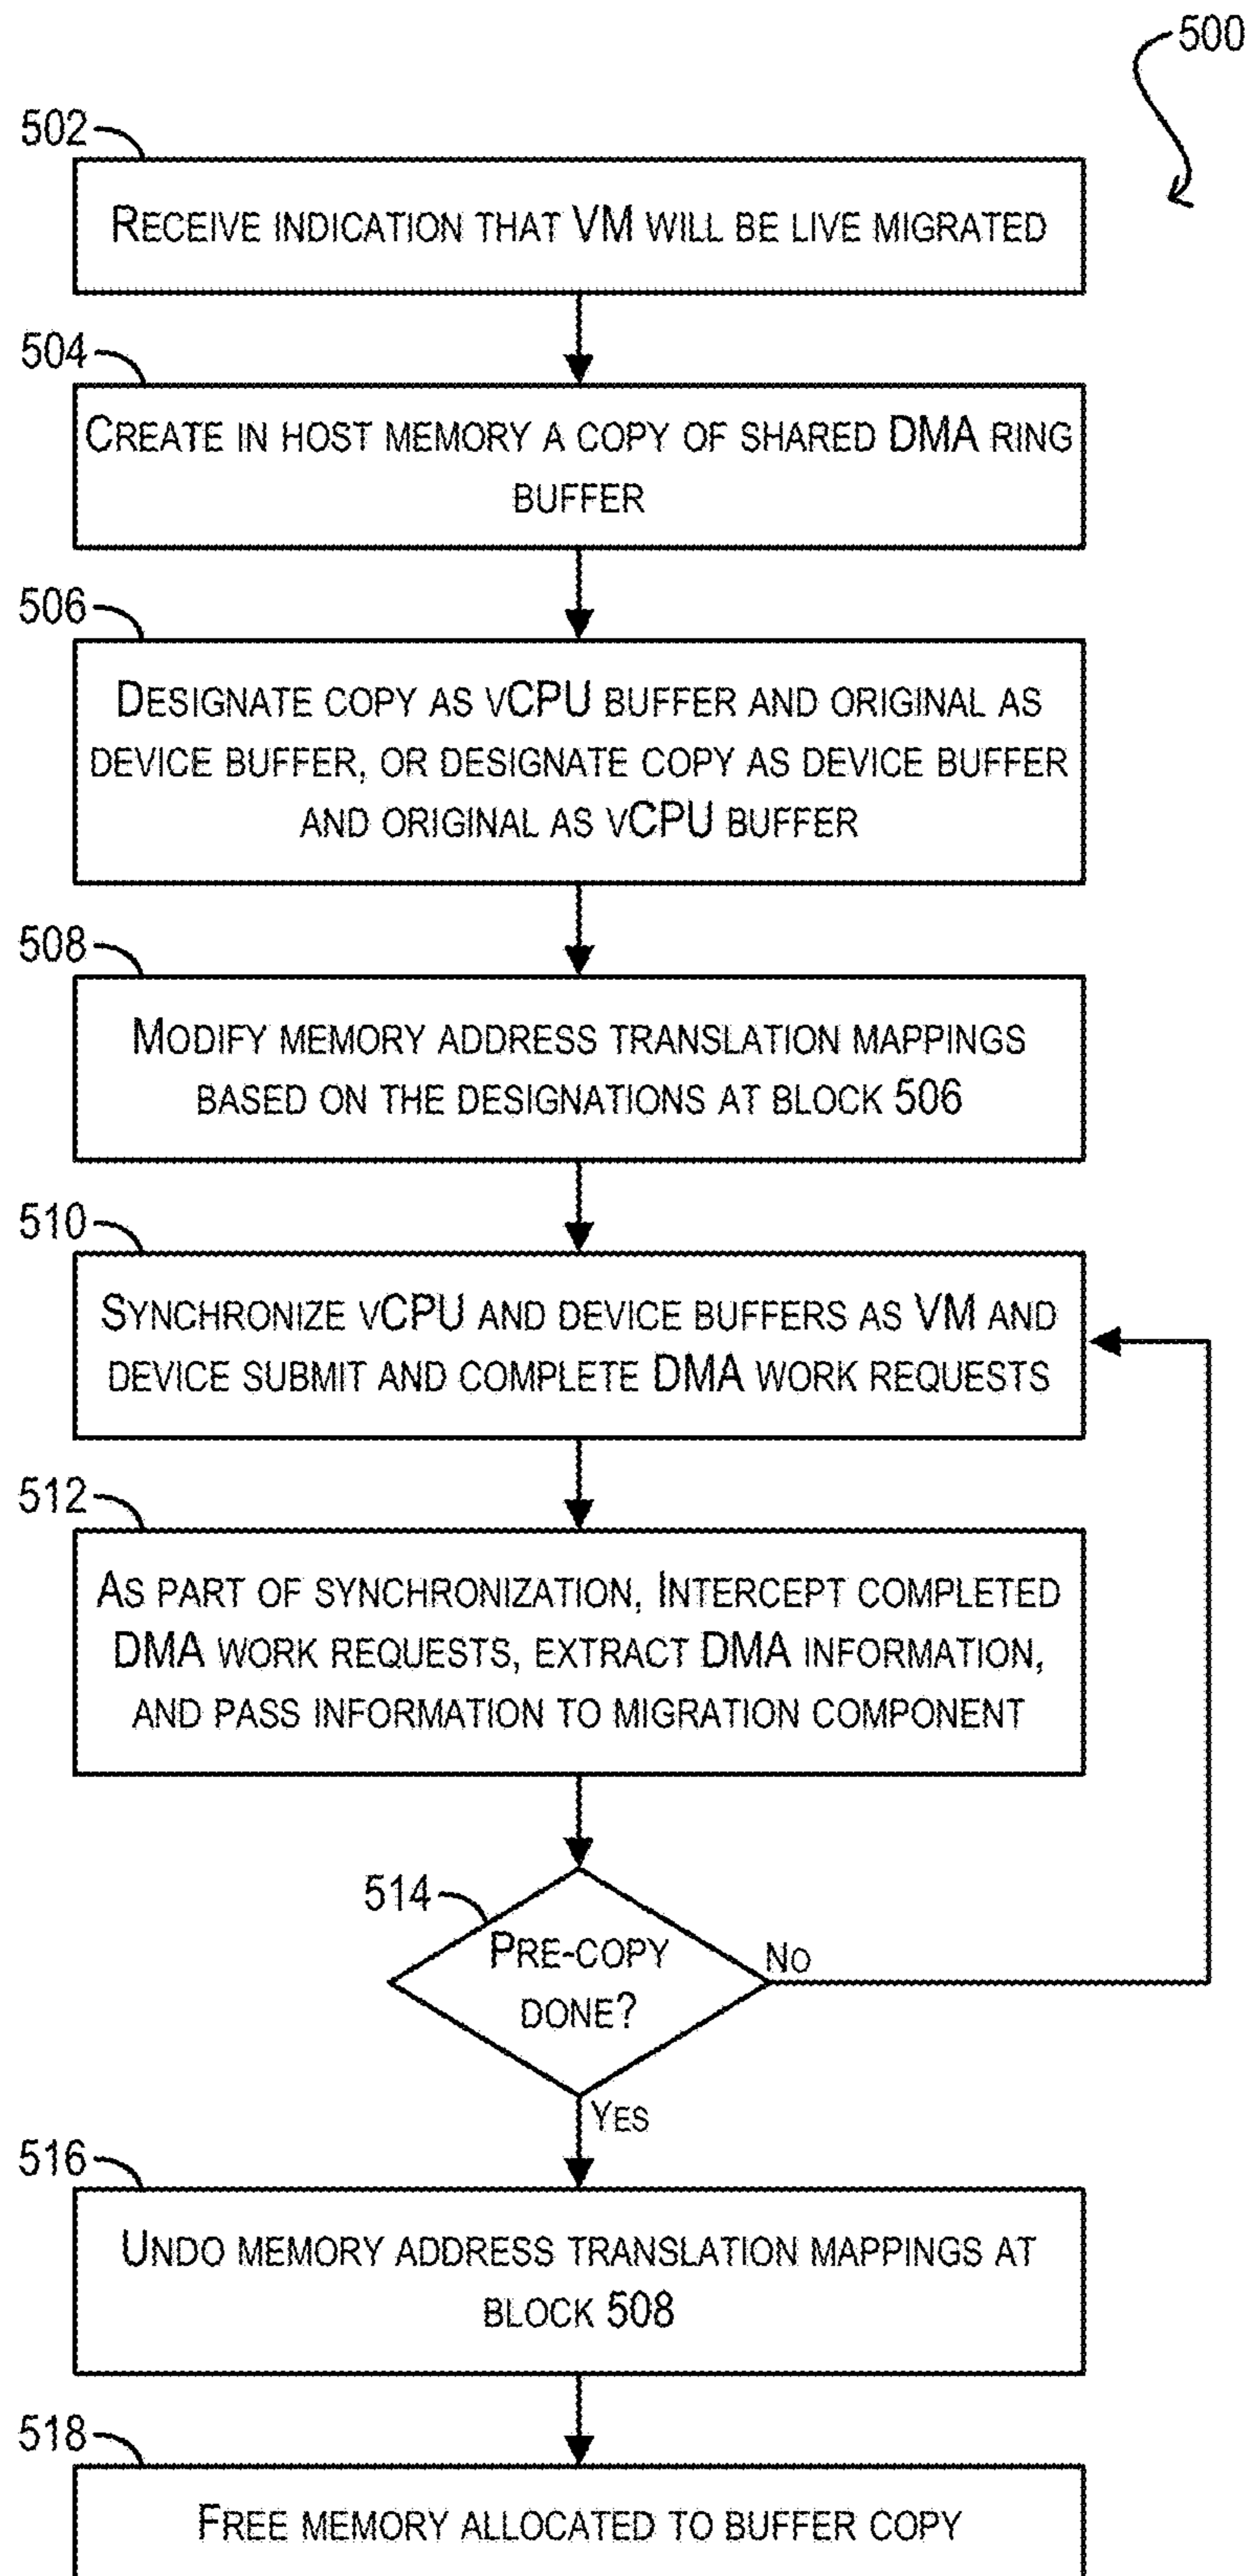 500
502
RECEIVE INDICATION THAT VM WILL BE LIVE MIGRATED
504
CREATE IN HOST MEMORY A COPY OF SHARED DMA RING
BUFFER
506
DESIGNATE COPY AS VCPU BUFFER AND ORIGINAL AS
DEVICE BUFFER, OR DESIGNATE COPY AS DEVICE BUFFER
AND ORIGINAL AS VCPU BUFFER
508
MODIFY MEMORY ADDRESS TRANSLATION MAPPINGS
BASED ON THE DESIGNATIONS AT BLOCK 506
510
SYNCHRONIZE VCPU AND DEVICE BUFFERS AS VM AND
DEVICE SUBMIT AND COMPLETE DMA WORK REQUESTS
512
AS PART OF SYNCHRONIZATION, INTERCEPT COMPLETED
DMA WORK REQUESTS, EXTRACT DMA INFORMATION,
AND PASS INFORMATION TO MIGRATION COMPONENT
514
PRE-COPY
DONE?
NO
YES
516
UNDO MEMORY ADDRESS TRANSLATION MAPPINGS AT
BLOCK 508
518
FREE MEMORY ALLOCATED TO BUFFER COPY